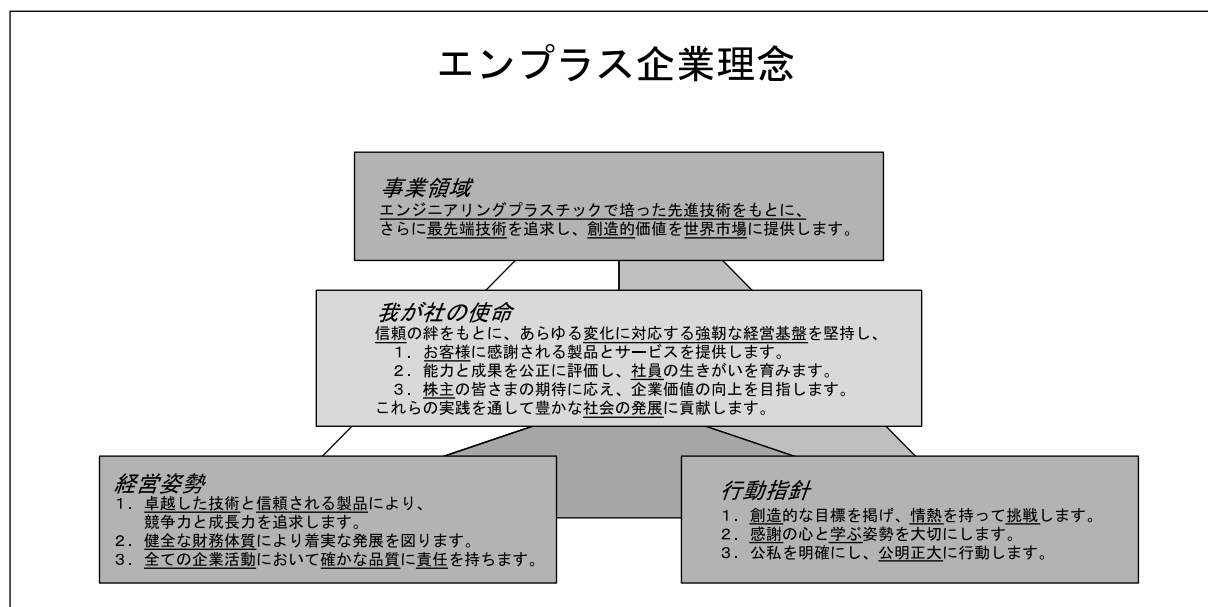 エンプラス企業理念
事業領域
エンジニアリングプラスチックで培った先進技術をもとに、
さらに最先端技術を追求し、創造的価値を世界市場に提供します。
我が社の使命
信頼の絆をもとに、あらゆる変化に対応する強靭な経営基盤を堅持し、
1．お客様に感謝される製品とサービスを提供します。
2．能力と成果を公正に評価し、社員の生きがいを育みます。
3．株主の皆さまの期待に応え、企業価値の向上を目指します。
これらの実践を通して豊かな社会の発展に貢献します。
経営姿勢
1．卓越した技術と信頼される製品により、
競争力と成長力を追求します。
2．健全な財務体質により着実な発展を図ります。
3．全ての企業活動において確かな品質に責任を持ちます。
行動指針
1．創造的な目標を掲げ、情熱を持って挑戦します。
2．感謝の心と学ぶ姿勢を大切にします。
3．公私を明確にし、公明正大に行動します。